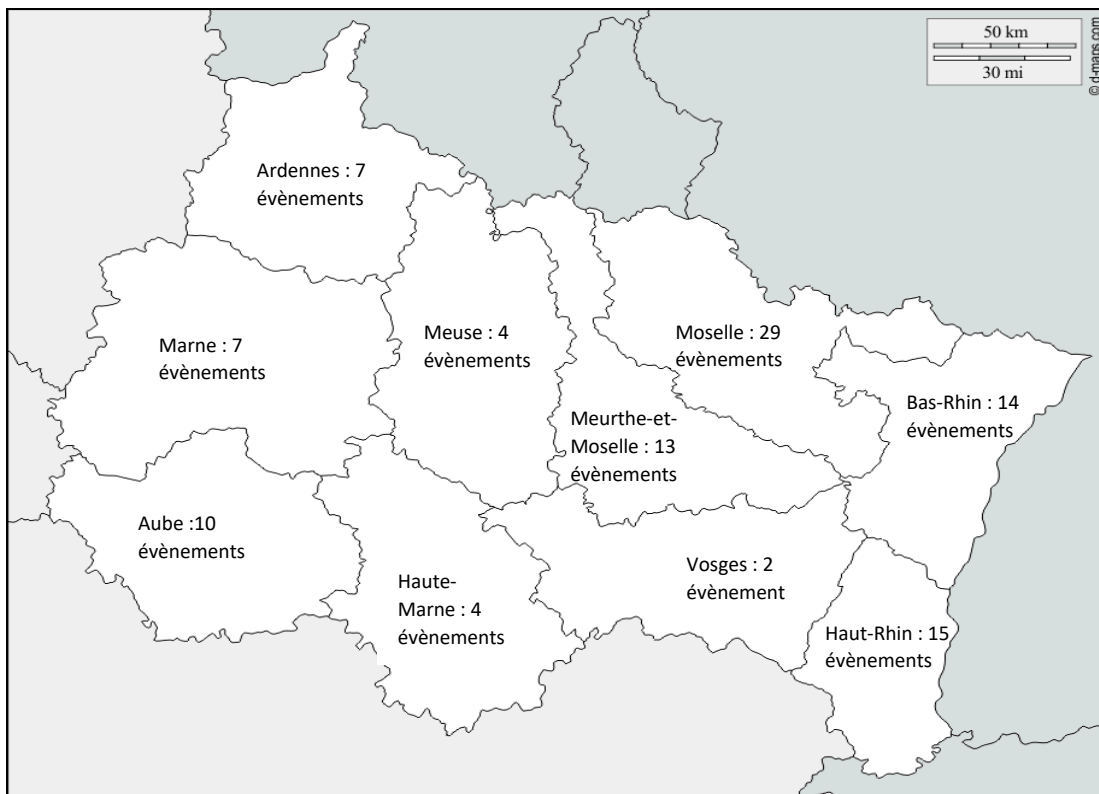 50 km
30 mi
© d-maps.com
Ardennes : 7
évènements
Marne : 7
évènements
Meuse : 4
évènements
Moselle : 29
évènements
Meurthe-et-
Moselle : 13
évènements
Bas-Rhin : 14
évènements
Aube :10
évènements
Haute-
Marne : 4
évènements
Vosges : 2
évènement
Haut-Rhin : 15
évènements